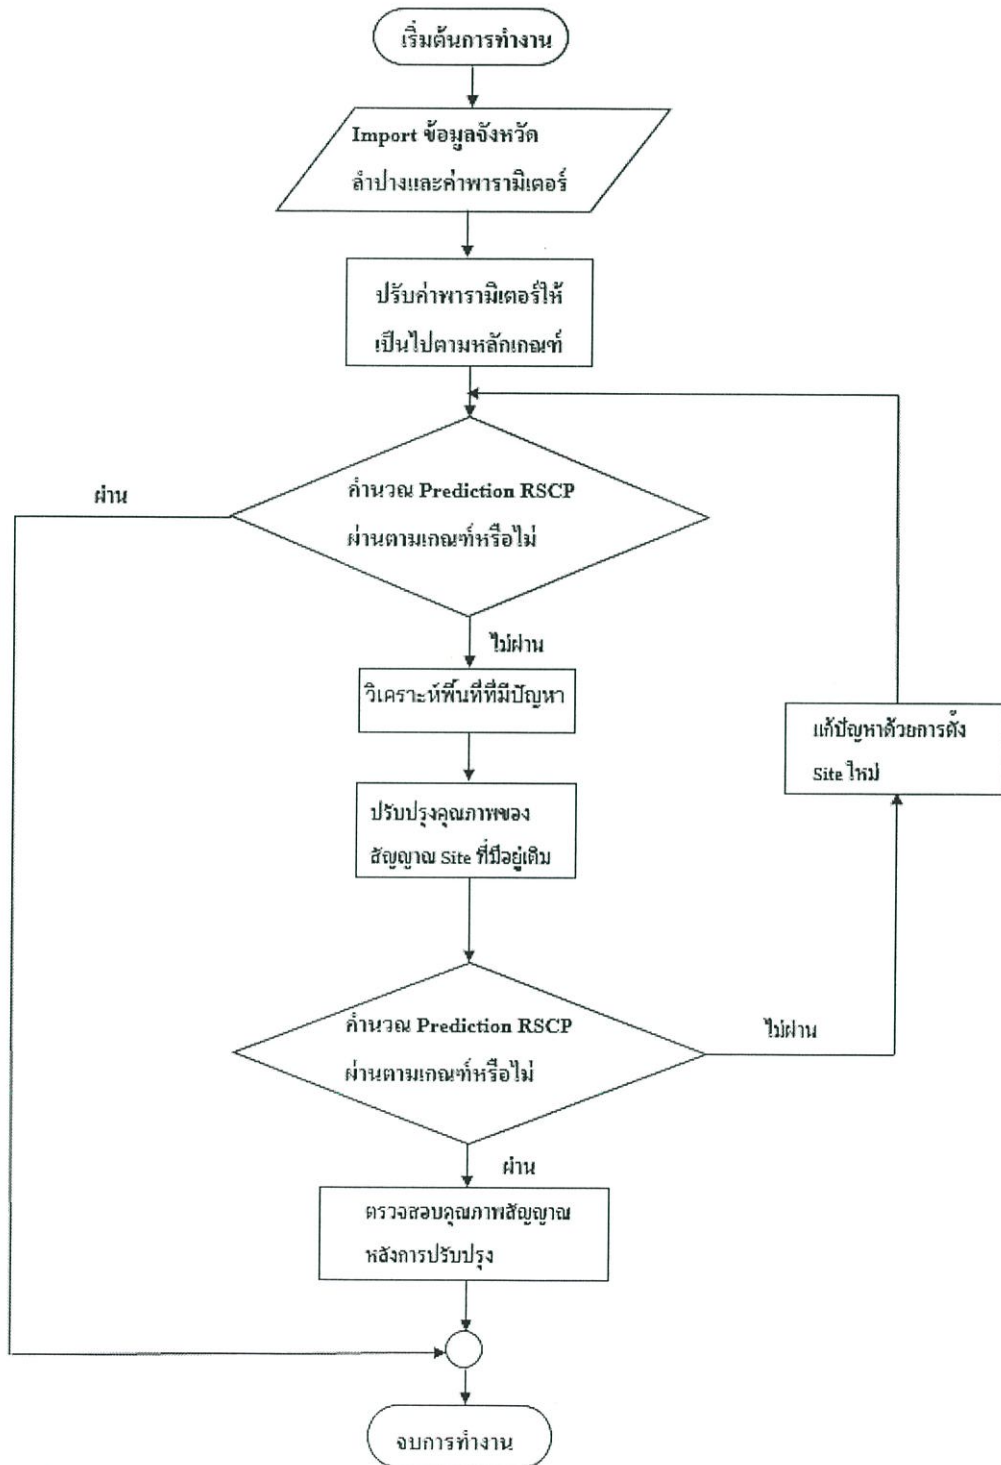 เริ่มต้นการทำงาน
Import ข้อมูลจังหวัด
ลำปางและค่าพารามิเตอร์
ปรับค่าพารามิเตอร์ให้
เป็นไปตามหลักเกณฑ์
ผ่าน
คำนวณ Prediction RSCP
ผ่านตามเกณฑ์หรือไม่
ไม่ผ่าน
วิเคราะห์พื้นที่ที่มีปัญหา
แก้ปัญหาด้วยการตั้ง
Site ใหม่
ปรับปรุงคุณภาพของ
สัญญาณ Site ที่มีอยู่เดิม
คำนวณ Prediction RSCP
ผ่านตามเกณฑ์หรือไม่
ไม่ผ่าน
ผ่าน
ตรวจสอบคุณภาพสัญญาณ
หลังการปรับปรุง
จบการทำงาน